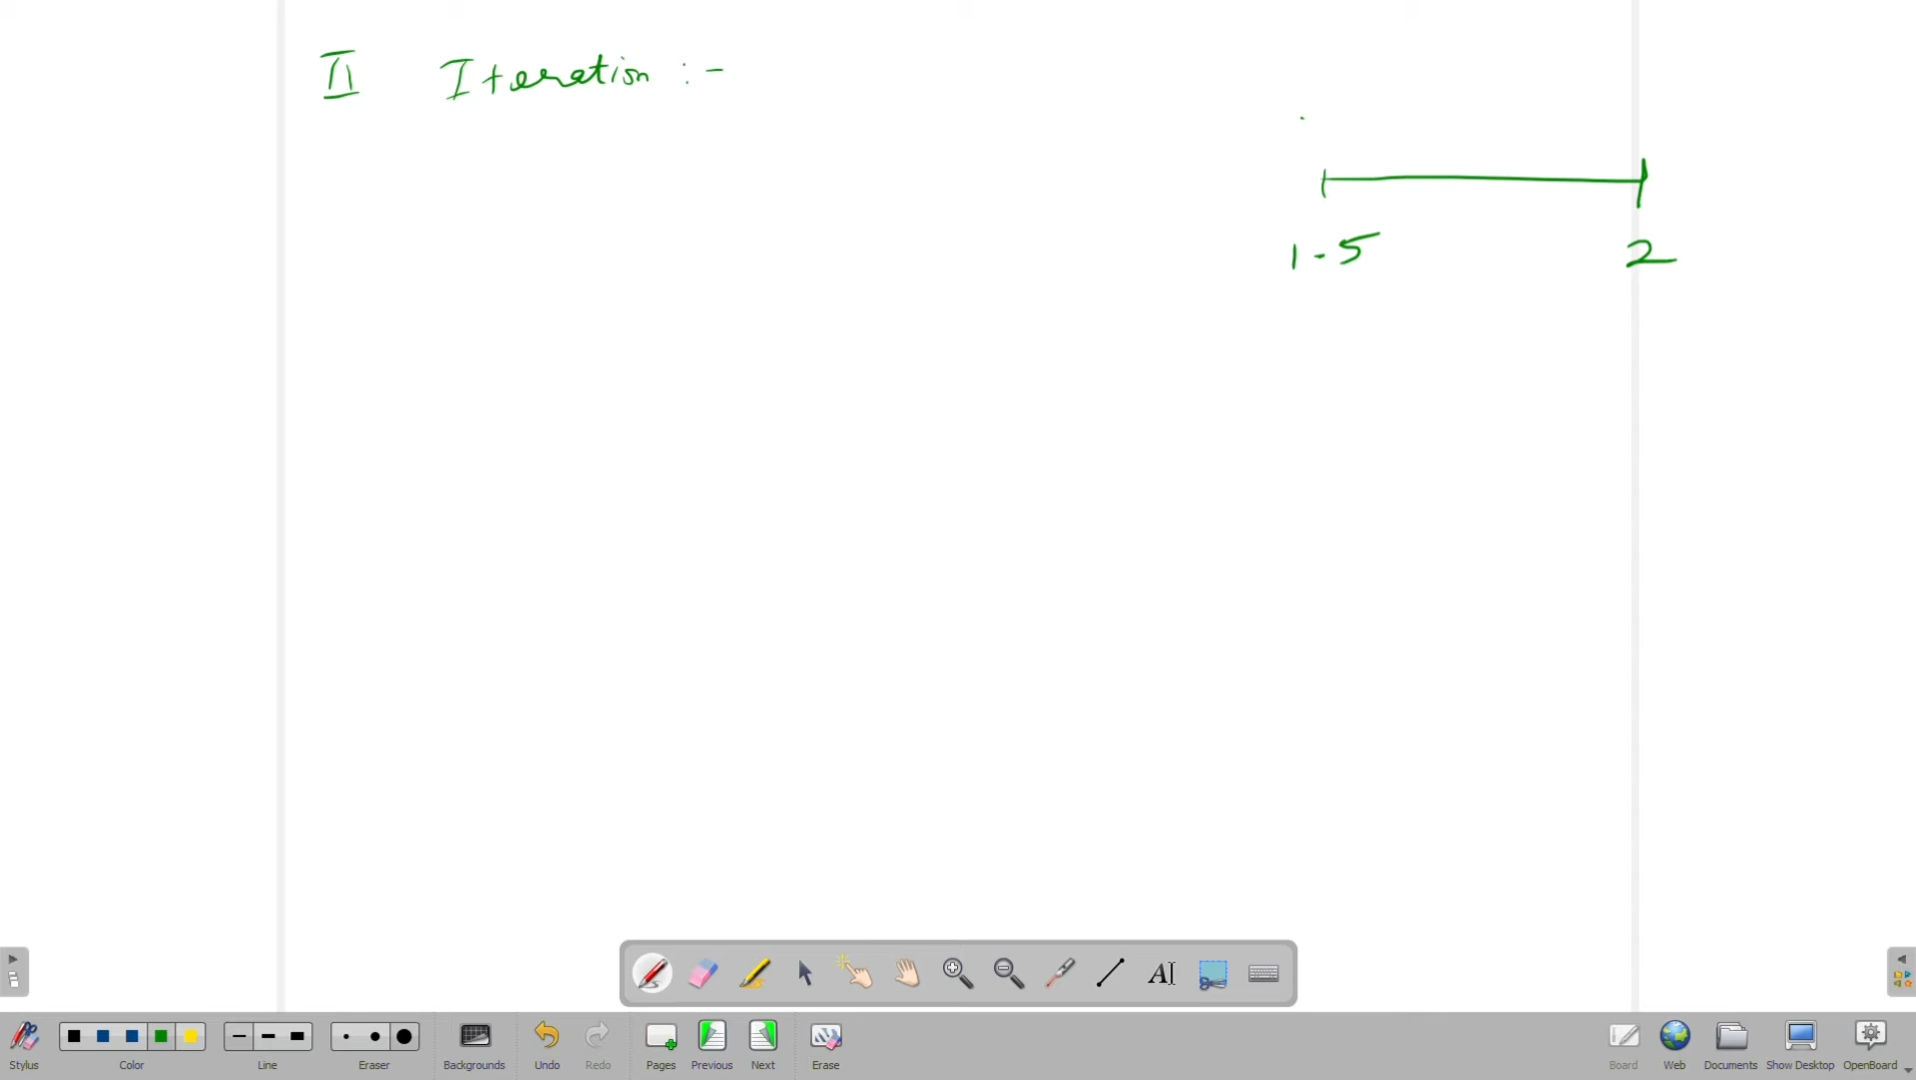 II Iteration :-
1.5 2
AI
Stylus Color Line Eraser Backgrounds Undo Redo Pages Previous Next Erase Board Web Documents Show Desktop OpenBoard